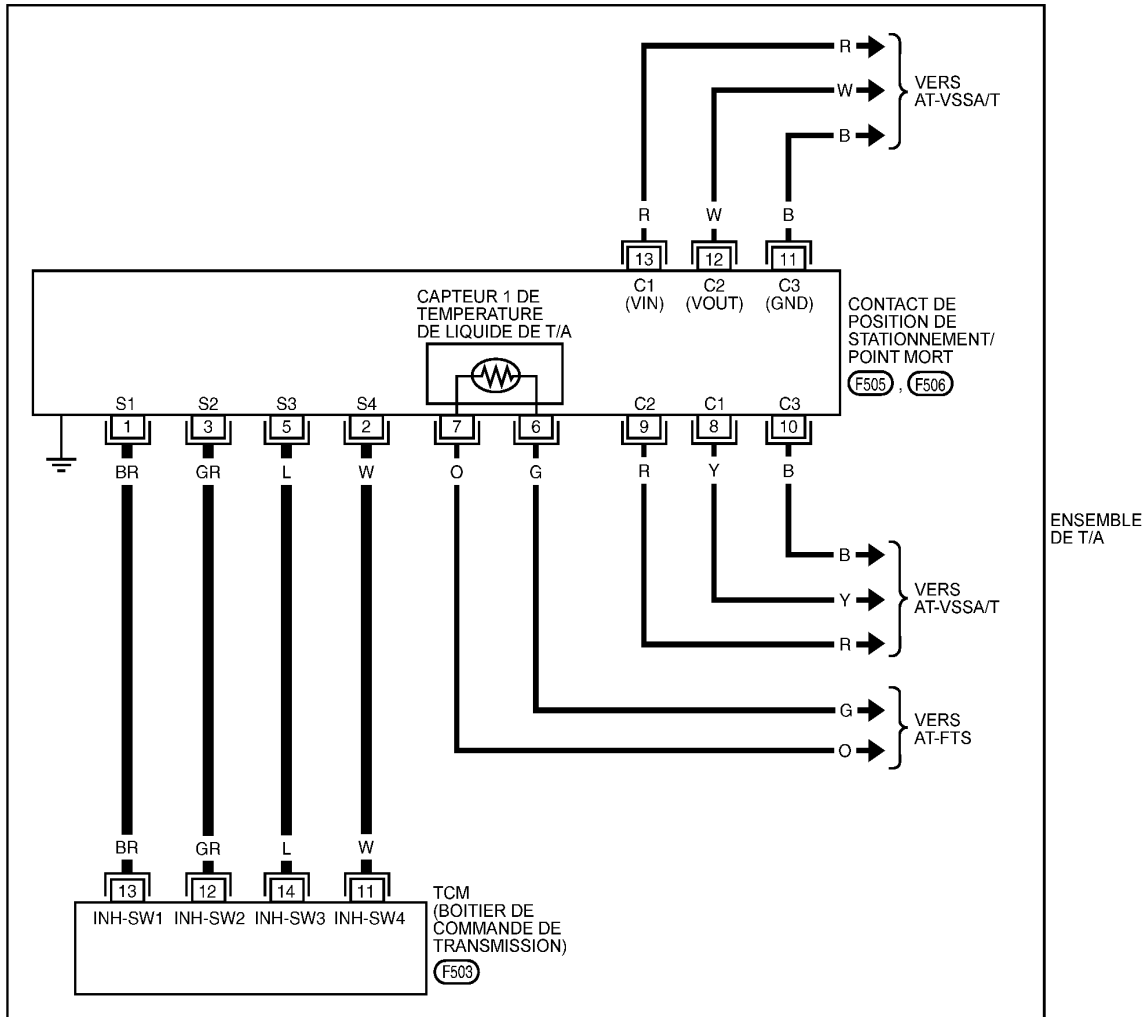 R
W
B
VERS
AT-VSSA/T
R W B
13 12 11
C1 C2 C3
(VIN) (VOUT) (GND)
CAPTEUR 1 DE
TEMPERATURE
DE LIQUIDE DE T/A
CONTACT DE
POSITION DE
STATIONNEMENT/
POINT MORT
F505 , F506
S1 S2 S3 S4 C2 C1 C3
1 3 5 2 7 6 9 8 10
BR GR L W O G R Y B
ENSEMBLE
DE T/A
B
Y
R
VERS
AT-VSSA/T
G
O
VERS
AT-FTS
BR GR L W
13 12 14 11
INH-SW1 INH-SW2 INH-SW3 INH-SW4
TCM
(BOITIER DE
COMMANDE DE
TRANSMISSION)
F503